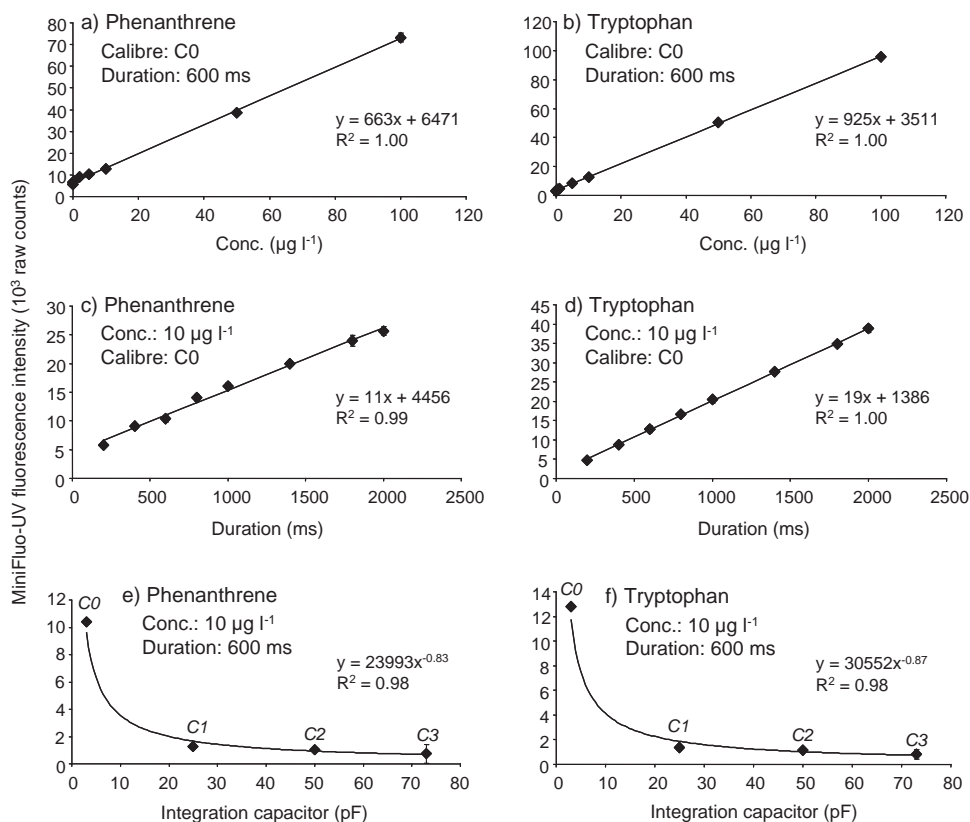 MiniFluo-UV fluorescence intensity (10³ raw counts)
a) Phenanthrene
Calibre: C0
Duration: 600 ms
y = 663x + 6471
R² = 1.00
80
70
60
50
40
30
20
10
0
0 20 40 60 80 100 120
Conc. (µg l⁻¹)
b) Tryptophan
Calibre: C0
Duration: 600 ms
y = 925x + 3511
R² = 1.00
120
100
80
60
40
20
0
0 20 40 60 80 100 120
Conc. (µg l⁻¹)
c) Phenanthrene
Conc.: 10 µg l⁻¹
Calibre: C0
y = 11x + 4456
R² = 0.99
30
25
20
15
10
5
0
0 500 1000 1500 2000 2500
Duration (ms)
d) Tryptophan
Conc.: 10 µg l⁻¹
Calibre: C0
y = 19x + 1386
R² = 1.00
45
40
35
30
25
20
15
10
5
0
0 500 1000 1500 2000 2500
Duration (ms)
e) Phenanthrene
Conc.: 10 µg l⁻¹
Duration: 600 ms
y = 23993x⁻⁰·⁸³
R² = 0.98
C0
C1
C2
C3
12
10
8
6
4
2
0
0 10 20 30 40 50 60 70 80
Integration capacitor (pF)
f) Tryptophan
Conc.: 10 µg l⁻¹
Duration: 600 ms
y = 30552x⁻⁰·⁸⁷
R² = 0.98
C0
C1
C2
C3
14
12
10
8
6
4
2
0
0 10 20 30 40 50 60 70 80
Integration capacitor (pF)